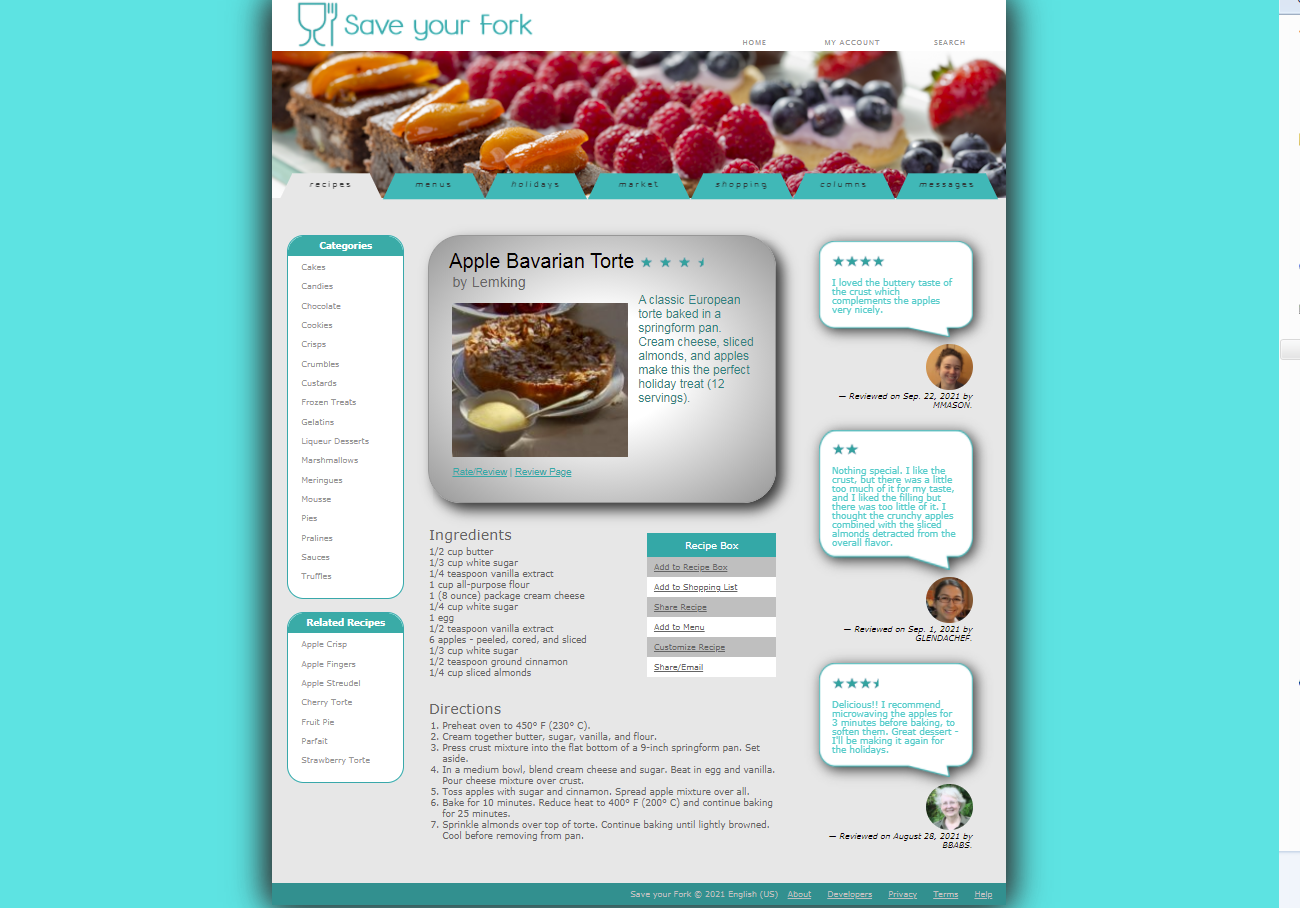 Save your Fork
HOME MY ACCOUNT SEARCH
recipes menus holidays market shopping columns messages
Categories
Cakes
Candies
Chocolate
Cookies
Crisps
Crumbles
Custards
Frozen Treats
Gelatins
Liqueur Desserts
Marshmallows
Meringues
Mousse
Pies
Pralines
Sauces
Truffles
Related Recipes
Apple Crisp
Apple Fingers
Apple Streudel
Cherry Torte
Fruit Pie
Parfait
Strawberry Torte
Apple Bavarian Torte
by Lemking
A classic European
torte baked in a
springform pan.
Cream cheese, sliced
almonds, and apples
make this the perfect
holiday treat (12
servings).
Rate/Review | Review Page
Ingredients
1/2 cup butter
1/3 cup white sugar
1/4 teaspoon vanilla extract
1 cup all-purpose flour
1 (8 ounce) package cream cheese
1/4 cup white sugar
1 egg
1/2 teaspoon vanilla extract
6 apples - peeled, cored, and sliced
1/3 cup white sugar
1/2 teaspoon ground cinnamon
1/4 cup sliced almonds
Recipe Box
Add to Recipe Box
Add to Shopping List
Share Recipe
Add to Menu
Customize Recipe
Share/Email
Directions
1. Preheat oven to 450° F (230° C).
2. Cream together butter, sugar, vanilla, and flour.
3. Press crust mixture into the flat bottom of a 9-inch springform pan. Set
aside.
4. In a medium bowl, blend cream cheese and sugar. Beat in egg and vanilla.
Pour cheese mixture over crust.
5. Toss apples with sugar and cinnamon. Spread apple mixture over all.
6. Bake for 10 minutes. Reduce heat to 400° F (200° C) and continue baking
for 25 minutes.
7. Sprinkle almonds over top of torte. Continue baking until lightly browned.
Cool before removing from pan.
I loved the buttery taste of
the crust which
complements the apples
very nicely.
— Reviewed on Sep. 22, 2021 by
MMASON.
Nothing special. I like the
crust, but there was a little
too much of it for my taste,
and I liked the filling but
there was too little of it. I
thought the crunchy apples
combined with the sliced
almonds detracted from the
overall flavor.
— Reviewed on Sep. 1, 2021 by
GLENDACHEF.
Delicious!! I recommend
microwaving the apples for
3 minutes before baking, to
soften them. Great dessert -
I'll be making it again for
the holidays.
— Reviewed on August 28, 2021 by
BBABS.
Save your Fork © 2021 English (US) About Developers Privacy Terms Help